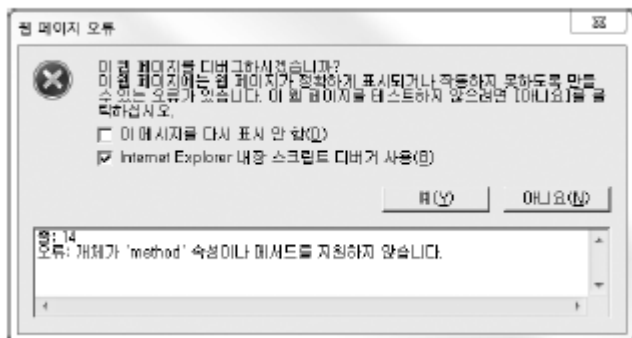 웹 페이지 오류
이 웹 페이지를 디버그하시겠습니까?
이 웹 페이지에는 웹 페이지가 정확하게 표시되거나 작동하지 못하도록 만들
수 있는 오류가 있습니다. 이 웹 페이지를 테스트하지 않으려면 [아니요]를 클
릭하십시오.
이 메시지를 다시 표시 안 함(D)
Internet Explorer 내장 스크립트 디버거 사용(B)
예(Y) 아니요(N)
줄: 14
오류: 개체가 'method' 속성이나 메서드를 지원하지 않습니다.